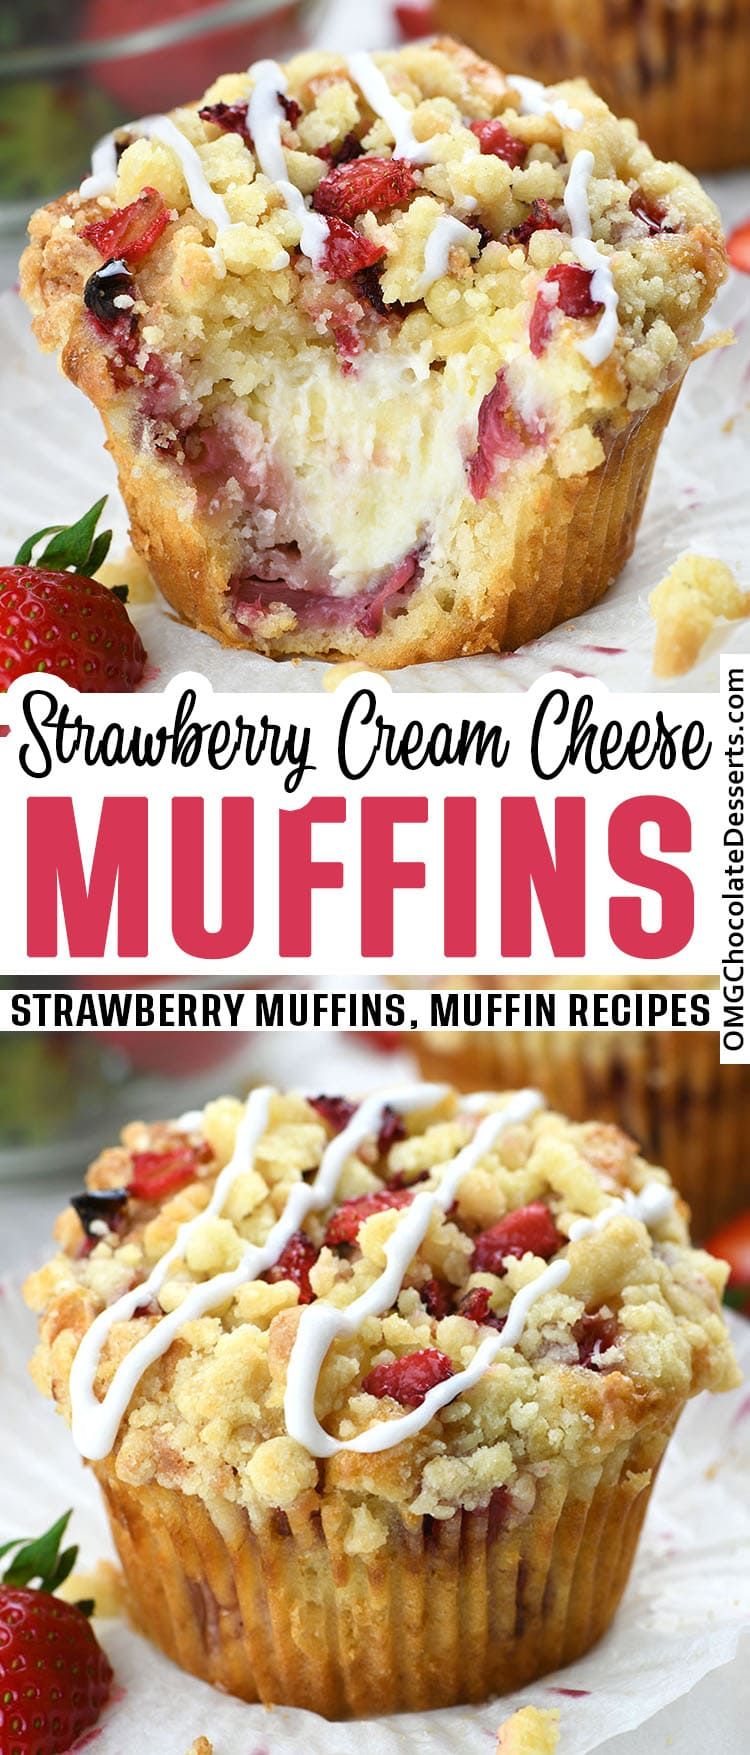 Strawberry Cream Cheese
MUFFINS
STRAWBERRY MUFFINS, MUFFIN RECIPES
OMGChocolateDesserts.com